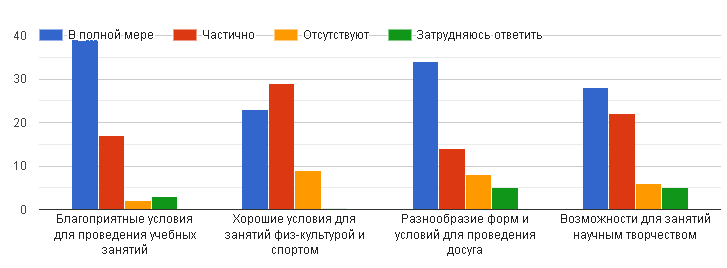 40
В полной мере
Частично
Отсутствуют
Затрудняюсь ответить
30
20
10
0
Благоприятные условия
для проведения учебных
занятий
Хорошие условия для
занятий физ-культурой и
спортом
Разнообразие форм и
условий для проведения
досуга
Возможности для занятий
научным творчеством